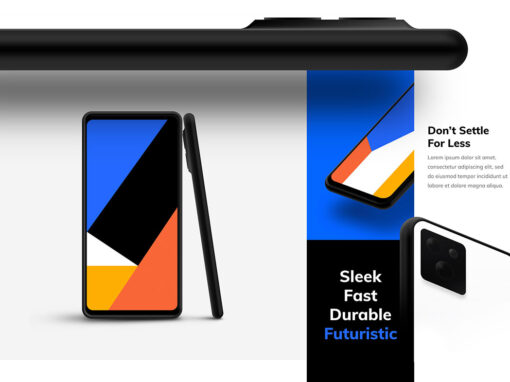 Don't Settle
For Less
Lorem ipsum dolor sit amet,
consectetur adipiscing elit, sed
do eiusmod tempor incididunt ut
labore et dolore magna aliqua.
Sleek
Fast
Durable
Futuristic